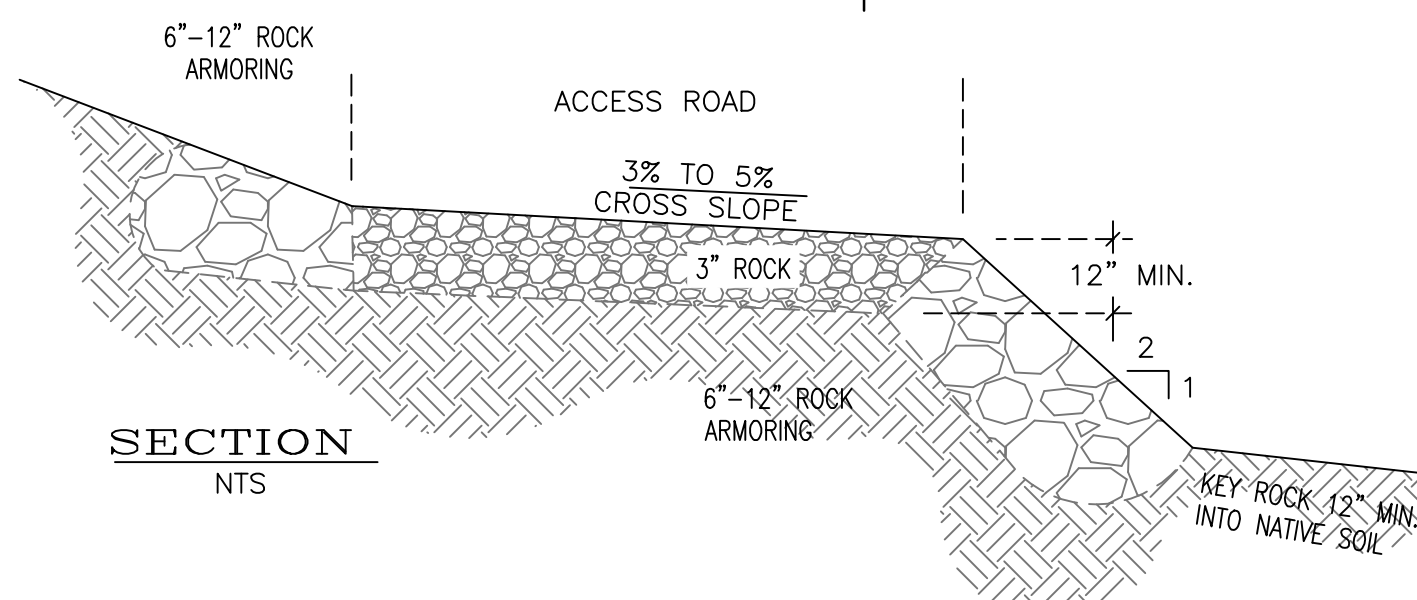 6”-12” ROCK
ARMORING
ACCESS ROAD
3% TO 5%
CROSS SLOPE
3” ROCK
12” MIN.
2
1
6”-12” ROCK
ARMORING
SECTION
NTS
KEY ROCK 12” MIN.
INTO NATIVE SOIL